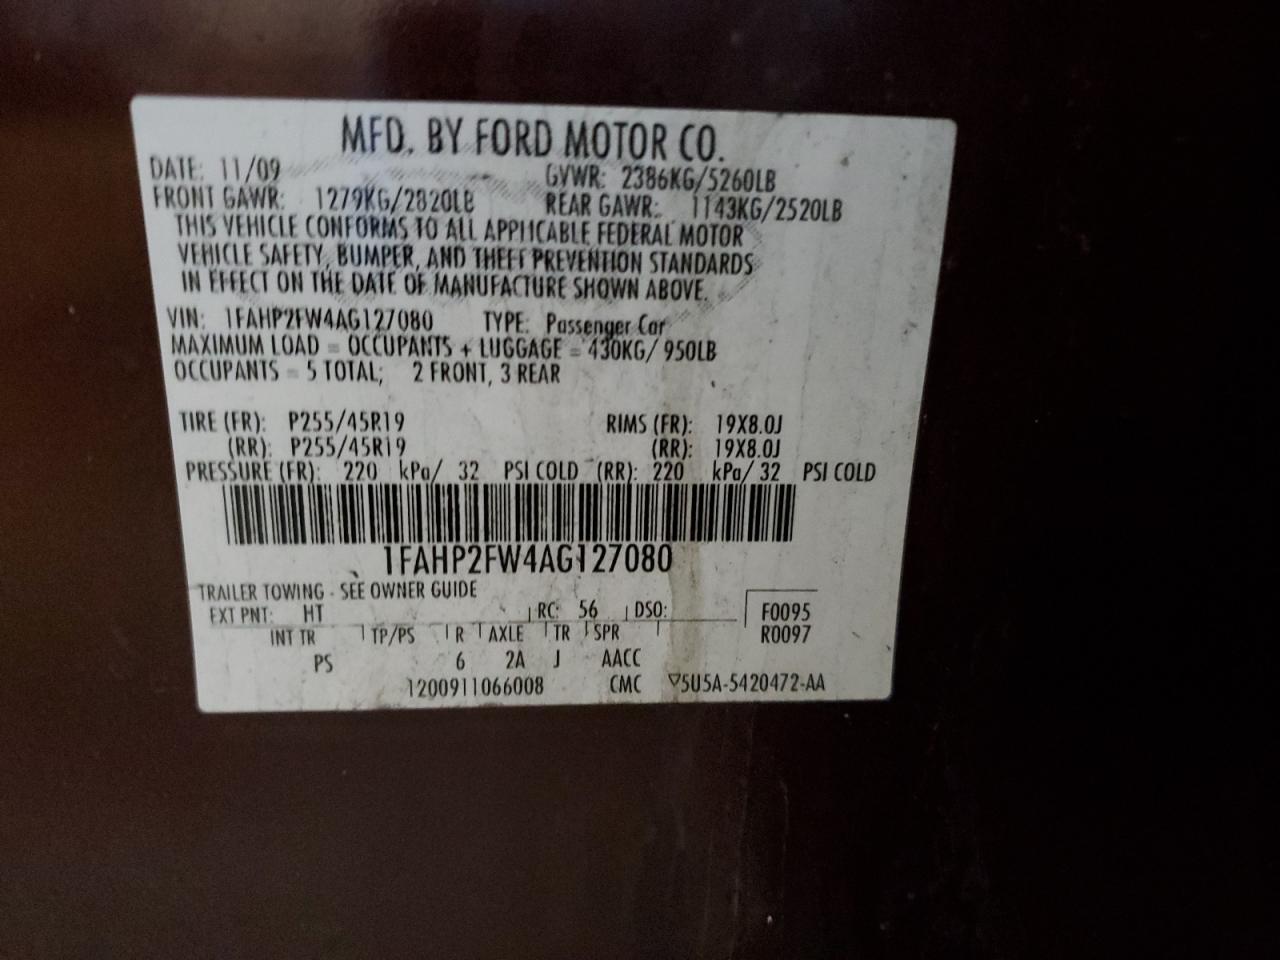 MFD. BY FORD MOTOR CO.
DATE: 11/09 GVWR: 2386KG/5260LB
FRONT GAWR: 1279KG/2820LB REAR GAWR: 1143KG/2520LB
THIS VEHICLE CONFORMS TO ALL APPLICABLE FEDERAL MOTOR
VEHICLE SAFETY, BUMPER, AND THEFT PREVENTION STANDARDS
IN EFFECT ON THE DATE OF MANUFACTURE SHOWN ABOVE.
VIN: 1FAHP2FW4AG127080 TYPE: Passenger Car
MAXIMUM LOAD = OCCUPANTS + LUGGAGE = 430KG/ 950LB
OCCUPANTS = 5 TOTAL; 2 FRONT, 3 REAR
TIRE (FR): P255/45R19 RIMS (FR): 19X8.0J
(RR): P255/45R19 (RR): 19X8.0J
PRESSURE (FR): 220 kPa/ 32 PSI COLD (RR): 220 kPa/ 32 PSI COLD
1FAHP2FW4AG127080
TRAILER TOWING - SEE OWNER GUIDE
EXT PNT: HT RC: 56 DSO: F0095
INT TR TP/PS R AXLE TR SPR R0097
PS 6 2A J AACC
1200911066008 CMC ▽5U5A-5420472-AA